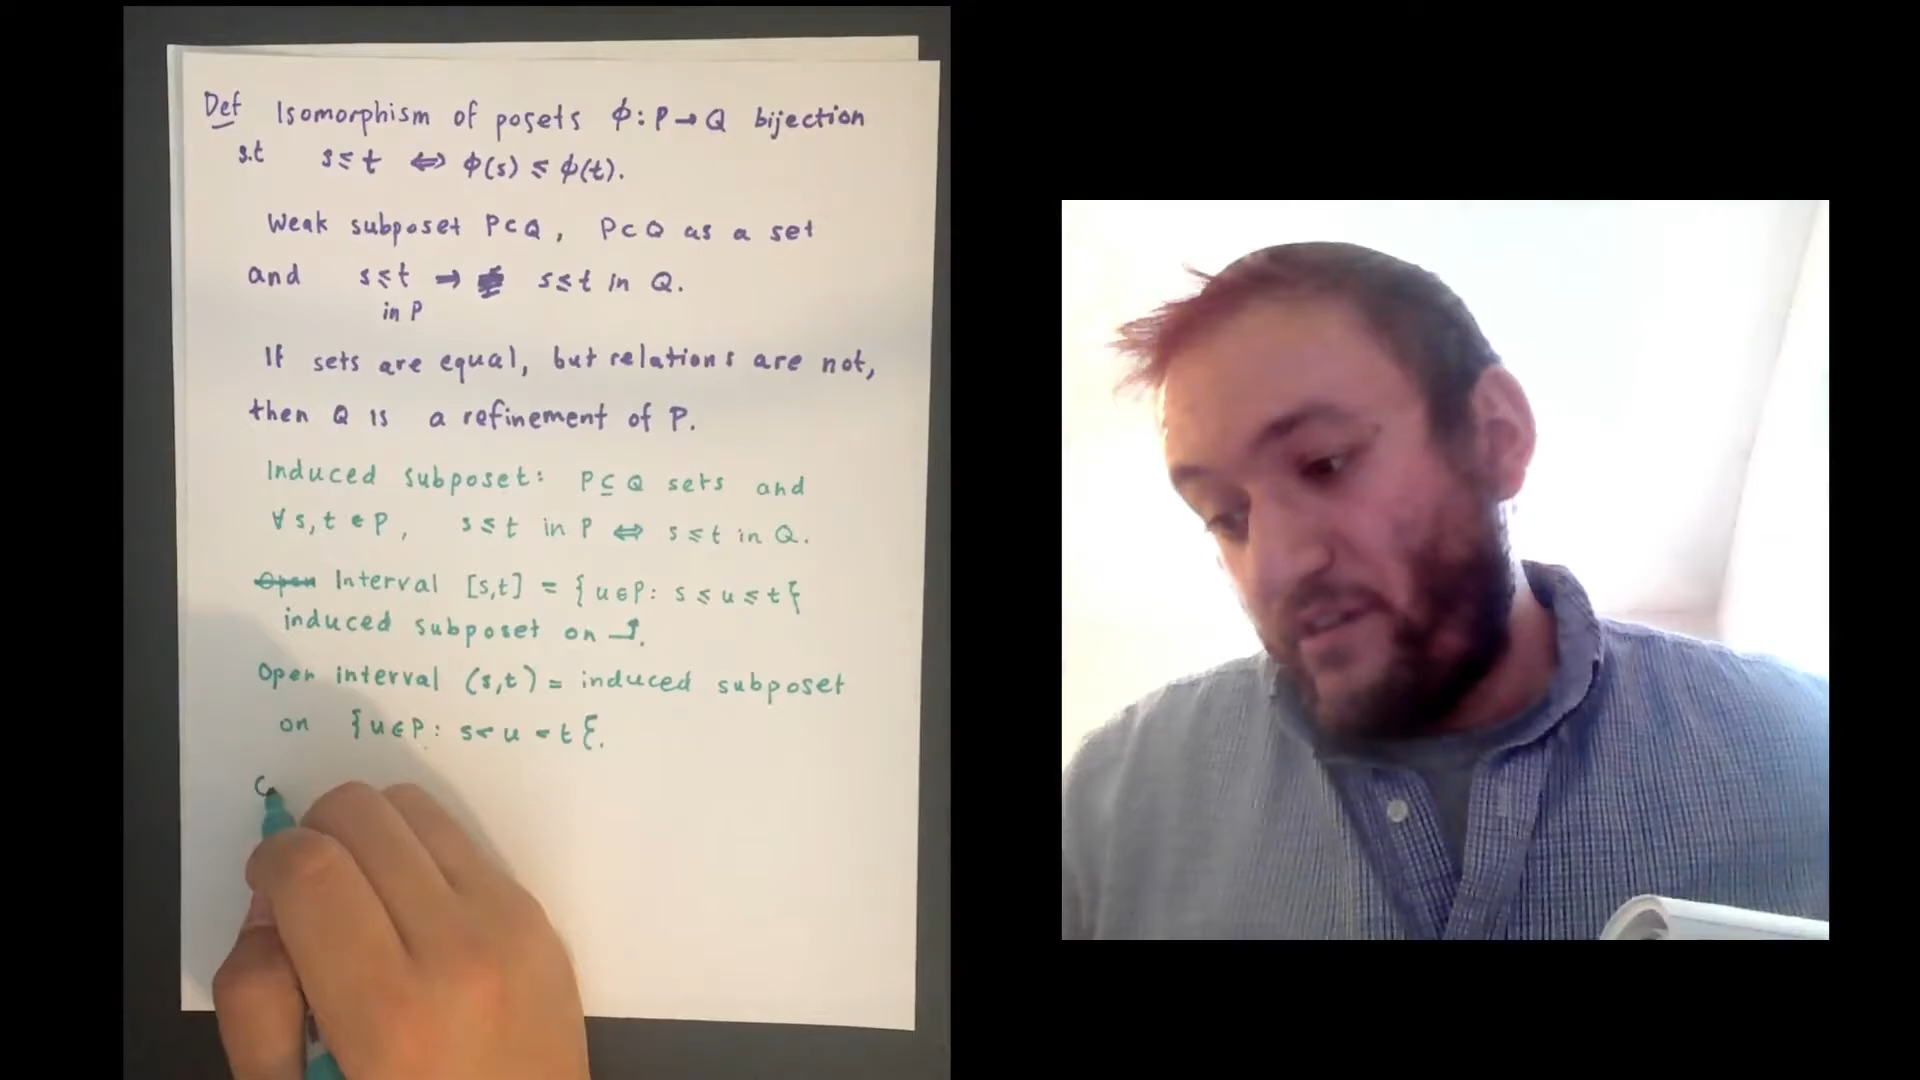 Def Isomorphism of posets ϕ: P → Q bijection
s.t s ≤ t ⇔ ϕ(s) ≤ ϕ(t).
Weak subposet P ⊂ Q, P ⊂ Q as a set
and s ≤ t → s ≤ t in Q.
in P
If sets are equal, but relations are not,
then Q is a refinement of P.
Induced subposet: P ⊆ Q sets and
∀ s, t ∈ P, s ≤ t in P ⇔ s ≤ t in Q.
Open Interval [s,t] = {u ∈ P: s ≤ u ≤ t}
induced subposet on ⤴.
Open interval (s,t) = induced subposet
on {u ∈ P: s < u < t}.
C